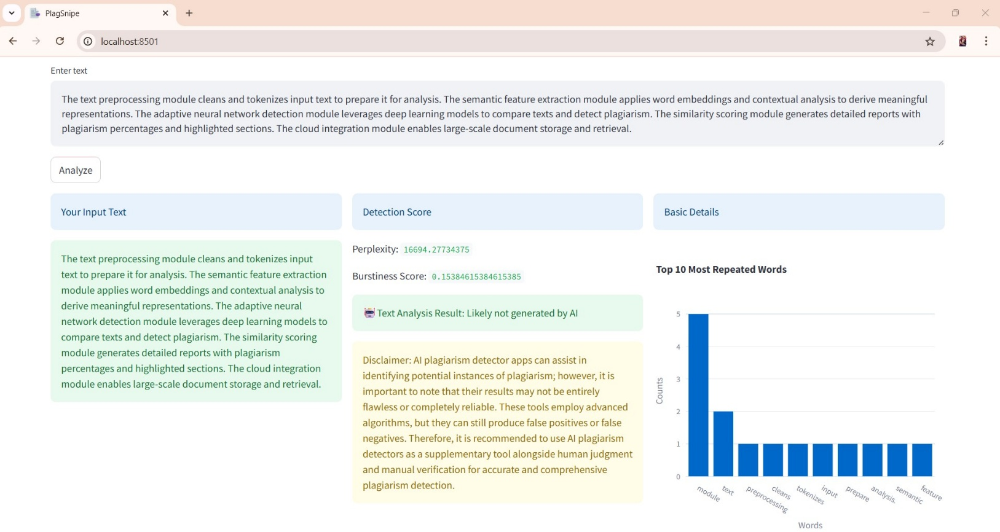 PlagSnipe
localhost:8501
Enter text
The text preprocessing module cleans and tokenizes input text to prepare it for analysis. The semantic feature extraction module applies word embeddings and contextual analysis to derive meaningful
representations. The adaptive neural network detection module leverages deep learning models to compare texts and detect plagiarism. The similarity scoring module generates detailed reports with
plagiarism percentages and highlighted sections. The cloud integration module enables large-scale document storage and retrieval.
Analyze
Your Input Text
The text preprocessing module cleans and tokenizes input
text to prepare it for analysis. The semantic feature extraction
module applies word embeddings and contextual analysis to
derive meaningful representations. The adaptive neural
network detection module leverages deep learning models to
compare texts and detect plagiarism. The similarity scoring
module generates detailed reports with plagiarism
percentages and highlighted sections. The cloud integration
module enables large-scale document storage and retrieval.
Detection Score
Perplexity: 16694.27734375
Burstiness Score: 0.15384615384615385
Text Analysis Result: Likely not generated by AI
Disclaimer: AI plagiarism detector apps can assist in
identifying potential instances of plagiarism; however, it is
important to note that their results may not be entirely
flawless or completely reliable. These tools employ advanced
algorithms, but they can still produce false positives or false
negatives. Therefore, it is recommended to use AI plagiarism
detectors as a supplementary tool alongside human judgment
and manual verification for accurate and comprehensive
plagiarism detection.
Basic Details
Top 10 Most Repeated Words
Counts
5
4
3
2
1
0
module
text
preprocessing
cleans
tokenizes
input
prepare
analysis.
semantic
feature
Words